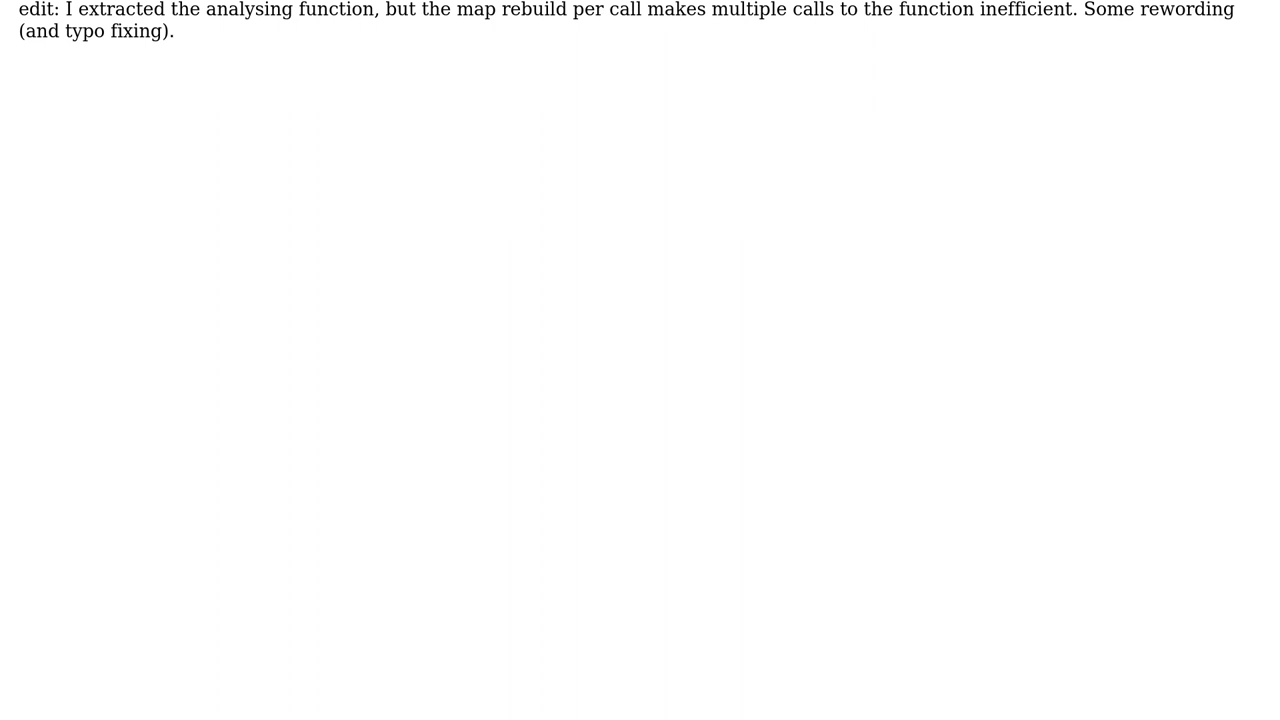 edit: I extracted the analysing function, but the map rebuild per call makes multiple calls to the function inefficient. Some rewording
(and typo fixing).